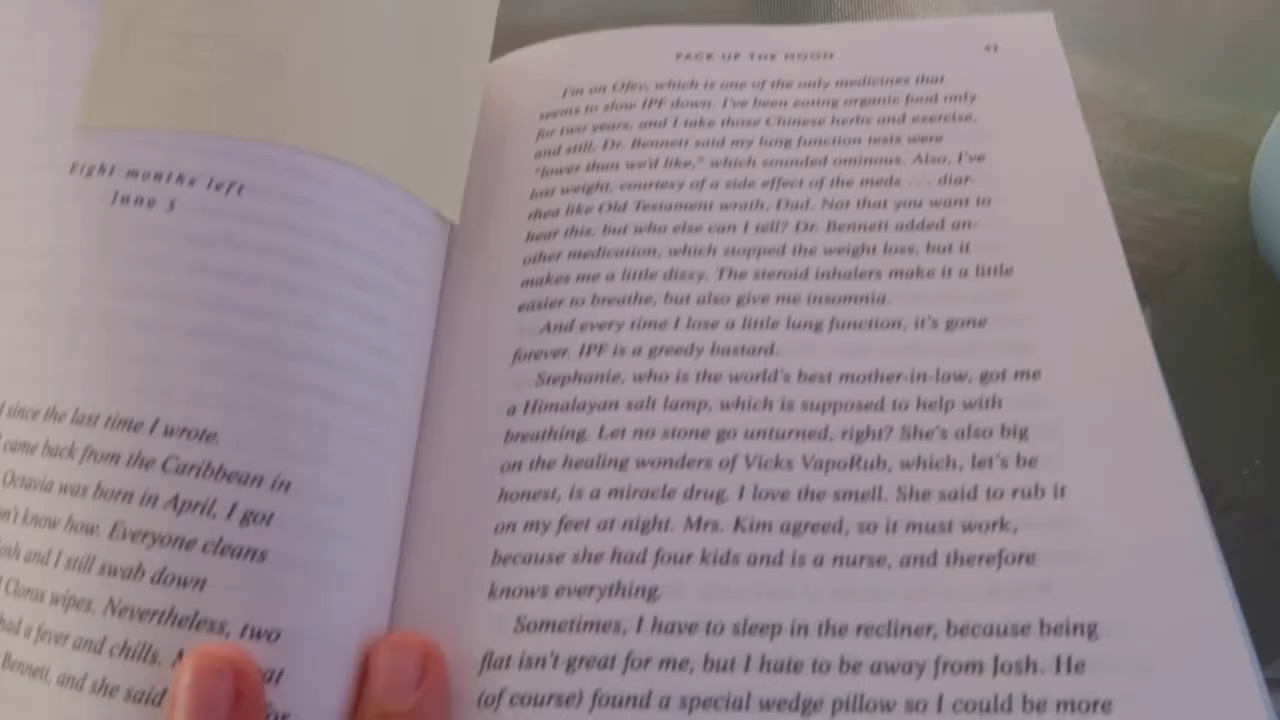 Eight months left
June 3
since the last time I wrote.
came back from the Caribbean in
Octavia was born in April, I got
know how. Everyone cleans
and I still swab down
Clorox wipes. Nevertheless, two
had a fever and chills.
Bennett, and she said
PACK UP THE MOON
I'm on Ofev, which is one of the only medicines that
seems to slow IPF down. I've been eating organic food only
for two years, and I take those Chinese herbs and exercise,
and still, Dr. Bennett said my lung function tests were
"lower than we'd like," which sounded ominous. Also, I've
lost weight, courtesy of a side effect of the meds . . . diar-
rhea like Old Testament wrath, Dad. Not that you want to
hear this, but who else can I tell? Dr. Bennett added an-
other medication, which stopped the weight loss, but it
makes me a little dizzy. The steroid inhalers make it a little
easier to breathe, but also give me insomnia.
And every time I lose a little lung function, it's gone
forever. IPF is a greedy bastard.
Stephanie, who is the world's best mother-in-law, got me
a Himalayan salt lamp, which is supposed to help with
breathing. Let no stone go unturned, right? She's also big
on the healing wonders of Vicks VapoRub, which, let's be
honest, is a miracle drug. I love the smell. She said to rub it
on my feet at night. Mrs. Kim agreed, so it must work,
because she had four kids and is a nurse, and therefore
knows everything.
Sometimes, I have to sleep in the recliner, because being
flat isn't great for me, but I hate to be away from Josh. He
(of course) found a special wedge pillow so I could be more